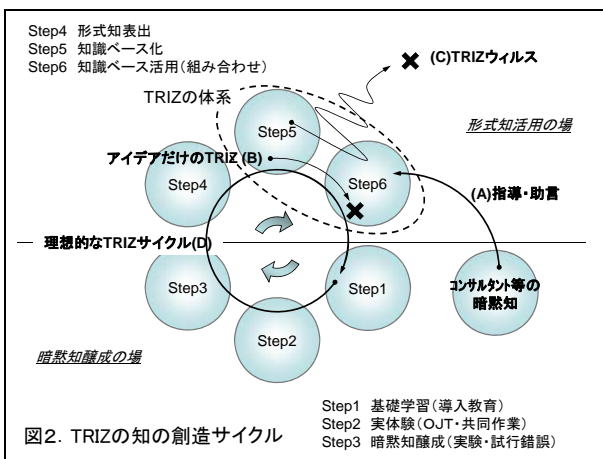 Step4 形式知表出
Step5 知識ベース化
Step6 知識ベース活用（組み合わせ）
(C)TRIZウィルス
TRIZの体系
形式知活用の場
Step5
アイデアだけのTRIZ (B)
Step4
Step6
(A)指導・助言
理想的なTRIZサイクル(D)
Step3
Step1
コンサルタント等の
暗黙知
Step2
暗黙知醸成の場
Step1 基礎学習（導入教育）
Step2 実体験（OJT・共同作業）
Step3 暗黙知醸成（実験・試行錯誤）
図2．TRIZの知の創造サイクル